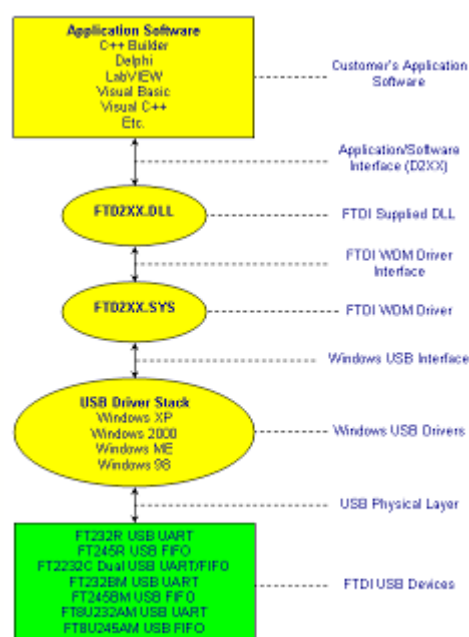 Application Software
C++ Builder
Delphi
LabVIEW
Visual Basic
Visual C++
Etc.
Customer's Application
Software
Application/Software
Interface (D2XX)
FTD2XX.DLL
FTDI Supplied DLL
FTDI WDM Driver
Interface
FTD2XX.SYS
FTDI WDM Driver
Windows USB Interface
USB Driver Stack
Windows XP
Windows 2000
Windows ME
Windows 98
Windows USB Drivers
USB Physical Layer
FT232R USB UART
FT245R USB FIFO
FT2232C Dual USB UART/FIFO
FT232BM USB UART
FT245BM USB FIFO
FT8U232AM USB UART
FT8U245AM USB FIFO
FTDI USB Devices